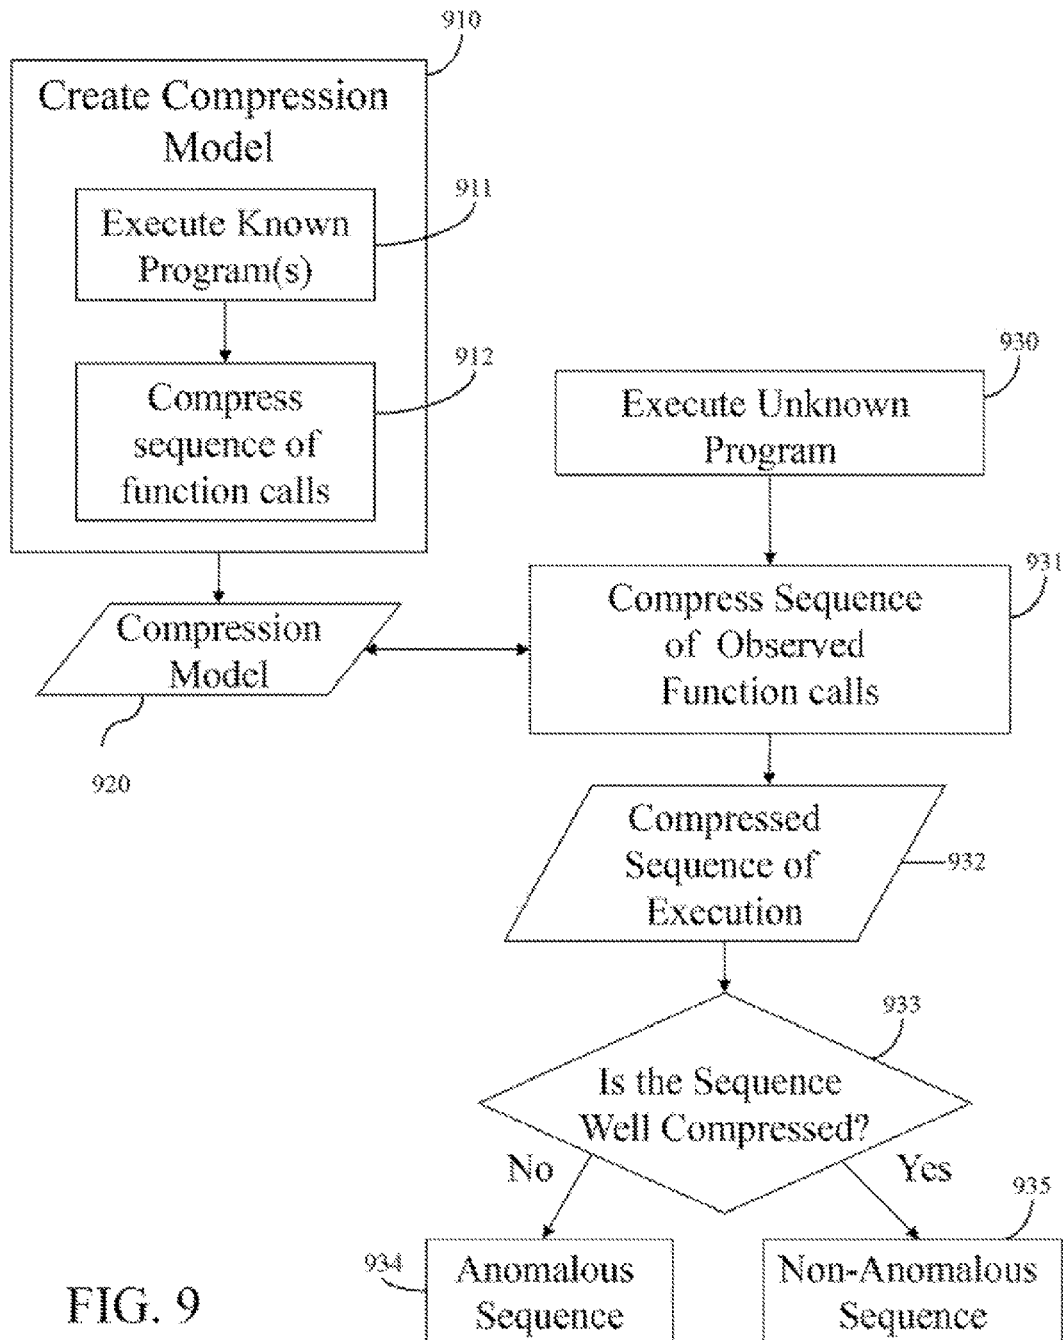 910
Create Compression
Model
911
Execute Known
Program(s)
912
Compress
sequence of
function calls
930
Execute Unknown
Program
931
Compress Sequence
of Observed
Function calls
Compression
Model
920
Compressed
Sequence of
Execution
932
933
Is the Sequence
Well Compressed?
No
Yes
934
Anomalous
Sequence
935
Non-Anomalous
Sequence
FIG. 9